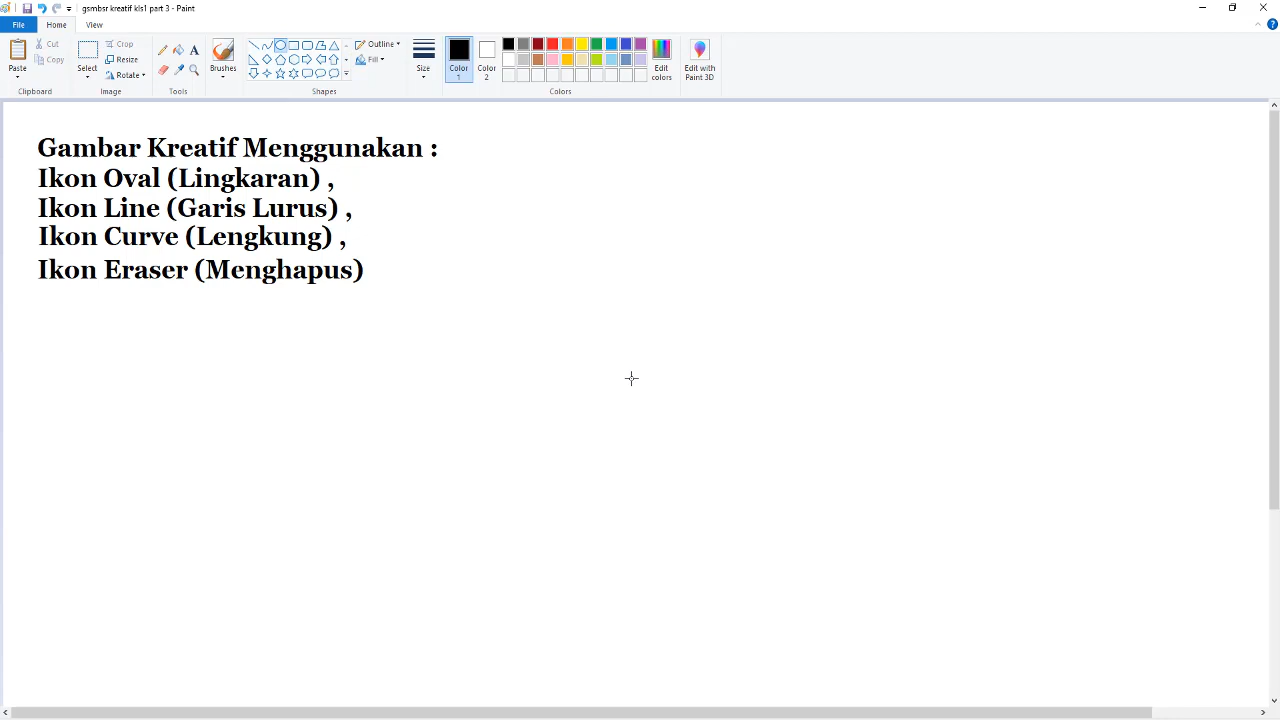 gsmbsr kreatif kls1 part 3 - Paint
File Home View
Paste Cut Copy Clipboard
Select Crop Resize Rotate Image
A Tools
Brushes
Outline Fill Shapes
Size
Color 1 Color 2 Edit colors Colors
Edit with Paint 3D
Gambar Kreatif Menggunakan :
Ikon Oval (Lingkaran) ,
Ikon Line (Garis Lurus) ,
Ikon Curve (Lengkung) ,
Ikon Eraser (Menghapus)